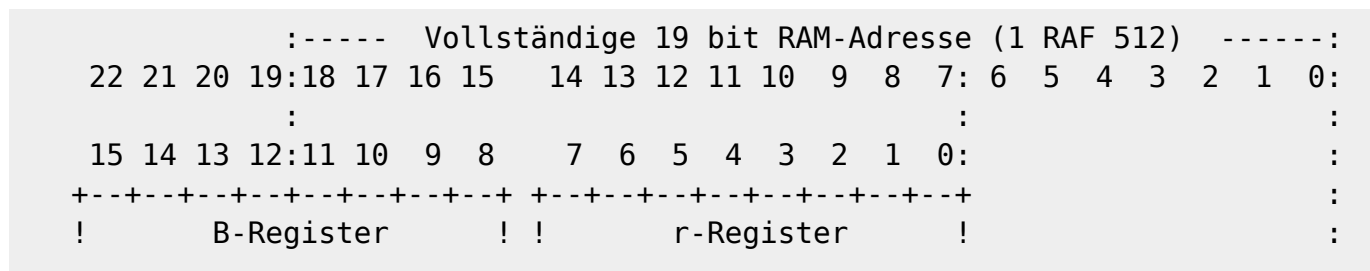 :----- Vollständige 19 bit RAM-Adresse (1 RAF 512) ------:
22 21 20 19:18 17 16 15 14 13 12 11 10 9 8 7: 6 5 4 3 2 1 0:
: : :
15 14 13 12:11 10 9 8 7 6 5 4 3 2 1 0: :
+--+--+--+--+--+--+--+--+ +--+--+--+--+--+--+--+--+ :
! B-Register ! ! r-Register ! :